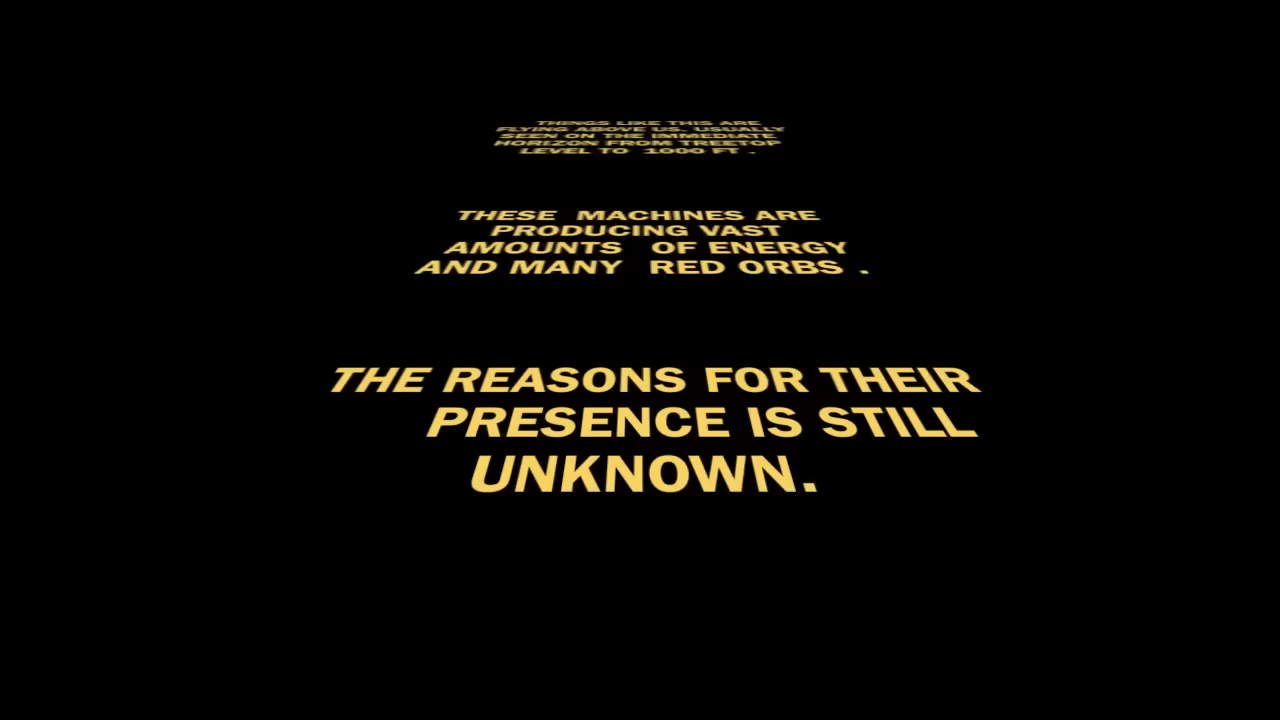 THINGS LIKE THIS ARE
FLYING ABOVE US, USUALLY
SEEN ON THE IMMEDIATE
HORIZON FROM TREETOP
LEVEL TO 1000 FT .
THESE MACHINES ARE
PRODUCING VAST
AMOUNTS OF ENERGY
AND MANY RED ORBS .
THE REASONS FOR THEIR
PRESENCE IS STILL
UNKNOWN.